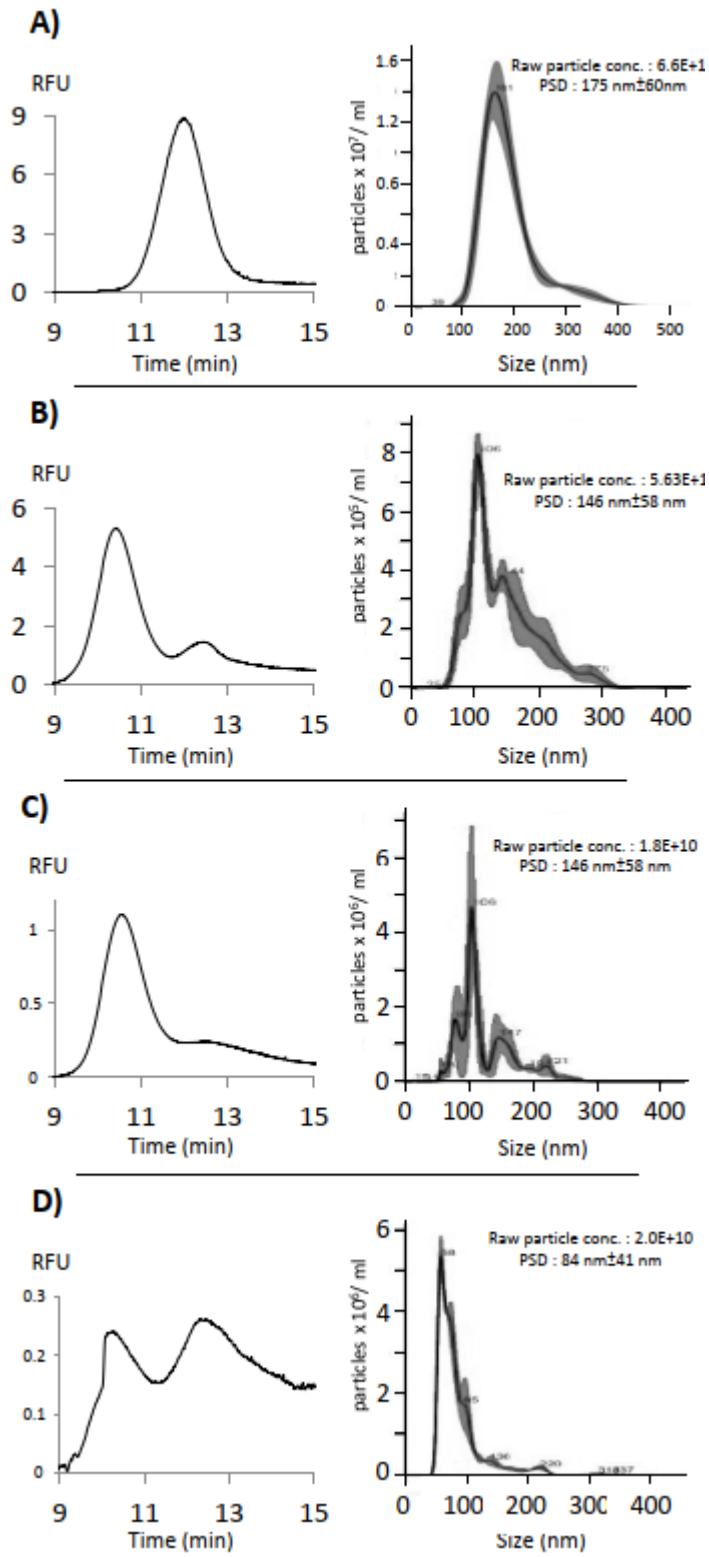 A)
RFU
9
6
3
0
9 11 13 15
Time (min)
particles x 10⁷/ ml
1.6
1.2
0.6
0.4
0
0 100 200 300 400 500
Size (nm)
Raw particle conc. : 6.6E+1
PSD : 175 nm±60nm
B)
RFU
6
4
2
0
9 11 13 15
Time (min)
particles x 10⁵/ ml
8
6
4
2
0
0 100 200 300 400
Size (nm)
Raw particle conc. : 5.63E+1
PSD : 146 nm±58 nm
C)
RFU
1
0.5
0
9 11 13 15
Time (min)
particles x 10⁶/ ml
6
4
2
0
0 100 200 300 400
Size (nm)
Raw particle conc. : 1.8E+10
PSD : 146 nm±58 nm
106
D)
RFU
0.3
0.2
0.1
0
9 11 13 15
Time (min)
particles x 10⁶/ ml
6
4
2
0
0 100 200 300 400
Size (nm)
Raw particle conc. : 2.0E+10
PSD : 84 nm±41 nm
136
220